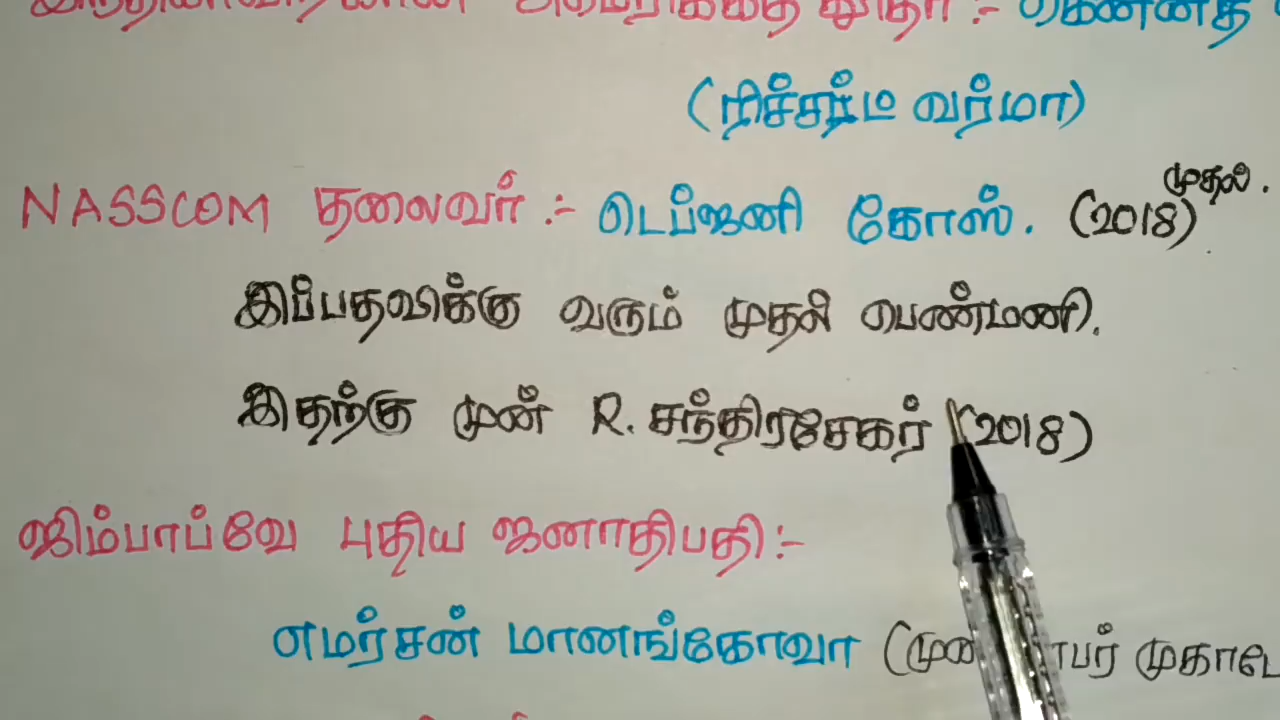 (ரிச்சர்ட் வர்மா)
NASSCOM தலைவர் :- டெப்ஜனி கோஸ். (2018) முதல்.
இப்பதவிக்கு வரும் முதல் பெண்மணி.
இதற்கு முன் R. சந்திரசேகர் (2018)
ஜிம்பாப்வே புதிய ஜனாதிபதி :-
எமர்சன் மானங்கோவா